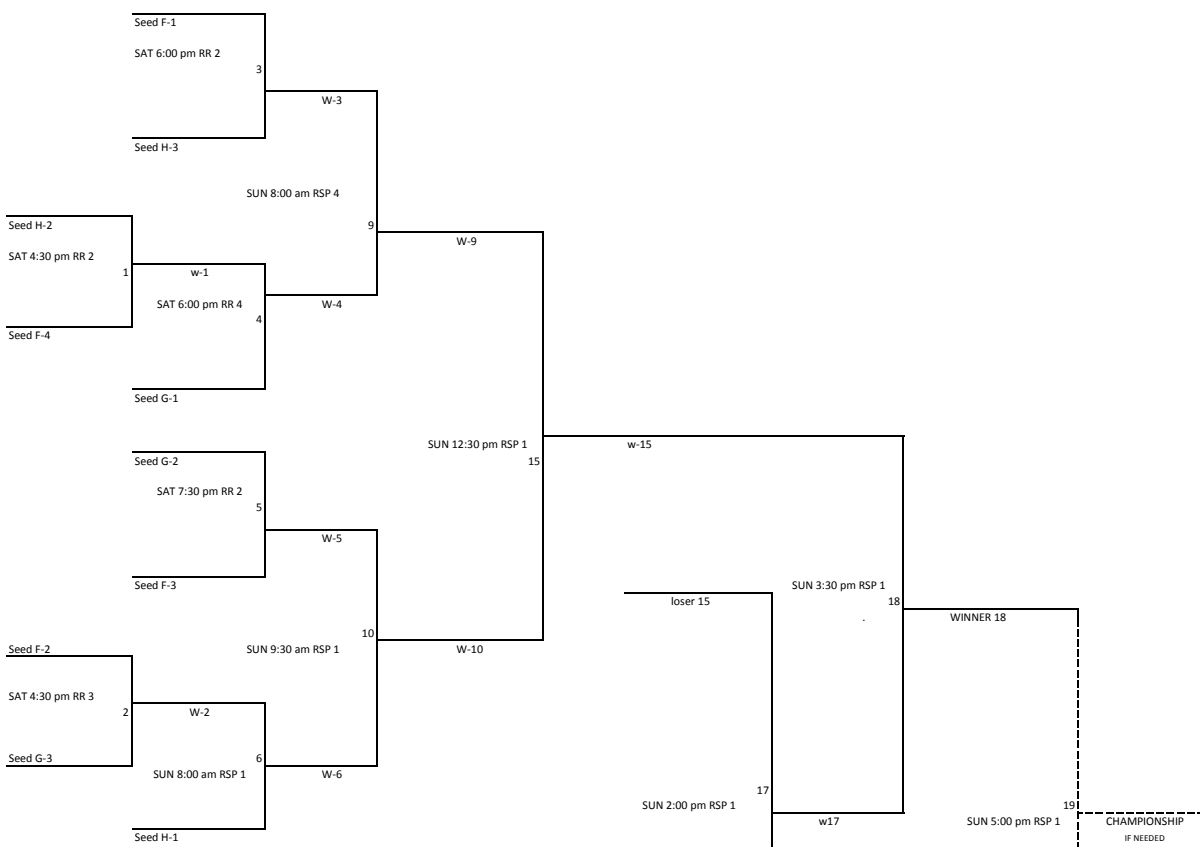 Seed F-1
SAT 6:00 pm RR 2
3
W-3
Seed H-3
SUN 8:00 am RSP 4
Seed H-2
9
W-9
SAT 4:30 pm RR 2
1
w-1
SAT 6:00 pm RR 4
W-4
4
Seed F-4
Seed G-1
SUN 12:30 pm RSP 1
w-15
Seed G-2
15
SAT 7:30 pm RR 2
5
W-5
Seed F-3
SUN 3:30 pm RSP 1
loser 15
18
.
WINNER 18
10
Seed F-2
SUN 9:30 am RSP 1
W-10
SAT 4:30 pm RR 3
2
W-2
Seed G-3
6
SUN 8:00 am RSP 1
W-6
17
SUN 2:00 pm RSP 1
19
w17
SUN 5:00 pm RSP 1
CHAMPIONSHIP
Seed H-1
IF NEEDED